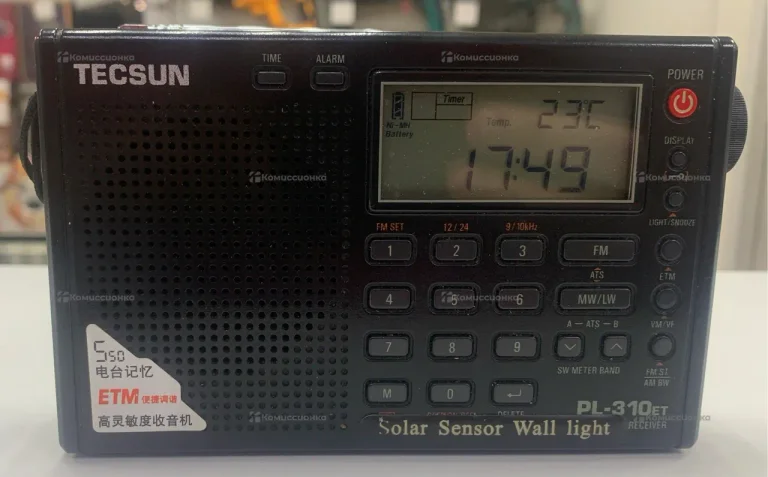 Комиссионко
Комиссионко
TECSUN
TIME
ALARM
POWER
Timer
Ni-MH
Battery
Temp.
23C
17:49
DISPLAY
Комиссионко
Комиссионко
LIGHT/SNOOZE
FM SET
12 / 24
9 / 10kHz
1
2
3
FM
ATS
ETM
Комиссионко
4
5
6
MW/LW
Комиссионко
Комиссионко
VM/VF
A — ATS — B
7
8
9
SW METER BAND
FM ST.
AM BW
550
电台记忆
ETM 便捷调谐
高灵敏度收音机
M
0
DELETE
PL-310ET
RECEIVER
Комиссионко
Комиссионко
Комиссионко
Solar Sensor Wall light